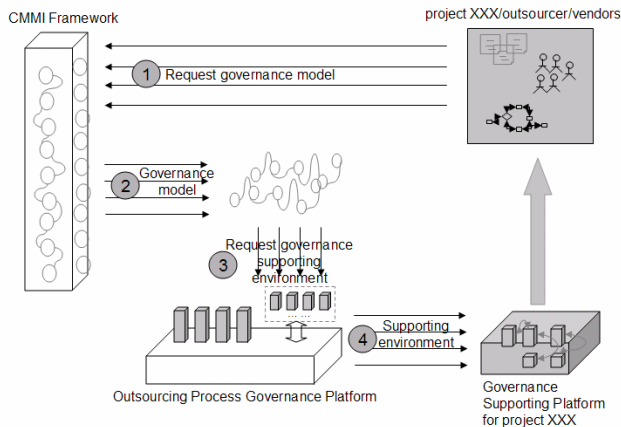 CMMI Framework
project XXX/outsourcer/vendors
1
Request governance model
2
Governance
model
3
Request governance
supporting
environment
... ...
4
Supporting
environment
Outsourcing Process Governance Platform
Governance
Supporting Platform
for project XXX